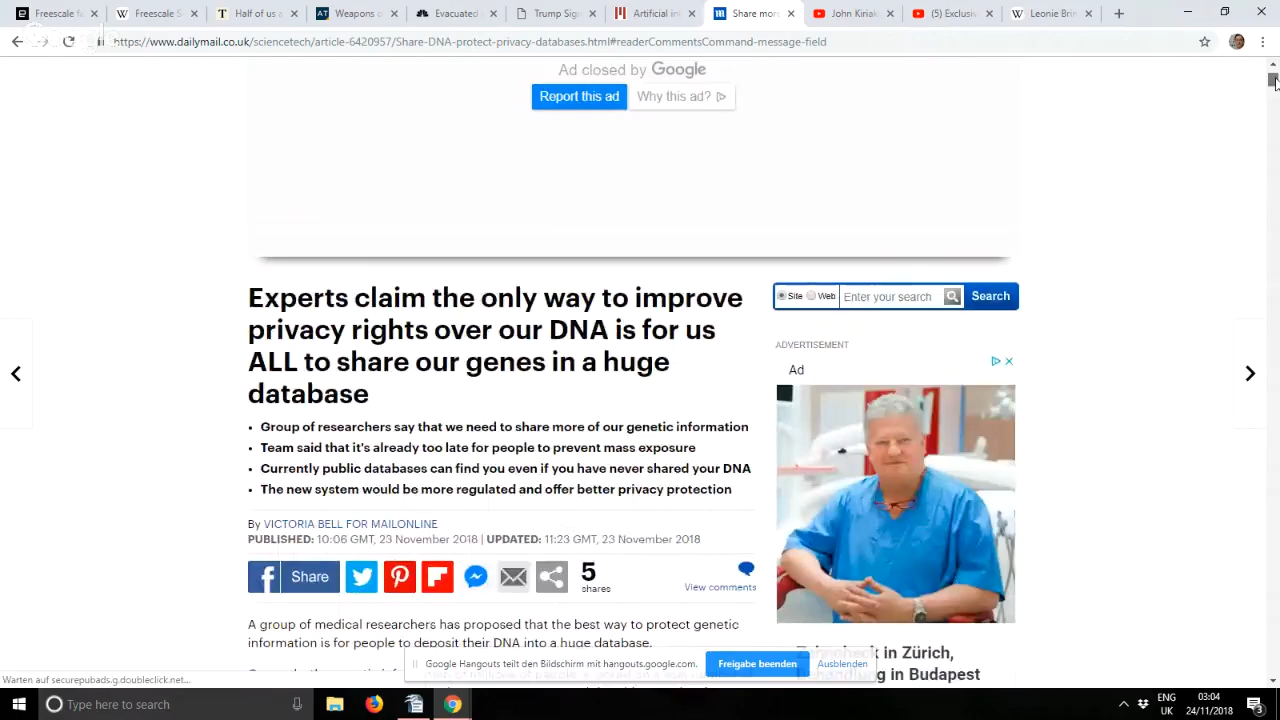 Freescale fa
Freescale S
Half of us a
Weapons o
Evacuated
Trump Sig
Artificial int
Share mor
John Kiriak
(5) Exclusiv
Leonie Brin
https://www.dailymail.co.uk/sciencetech/article-6420957/Share-DNA-protect-privacy-databases.html#readerCommentsCommand-message-field
Ad closed by Google
Report this ad
Why this ad?
Experts claim the only way to improve
privacy rights over our DNA is for us
ALL to share our genes in a huge
database
• Group of researchers say that we need to share more of our genetic information
• Team said that it's already too late for people to prevent mass exposure
• Currently public databases can find you even if you have never shared your DNA
• The new system would be more regulated and offer better privacy protection
By VICTORIA BELL FOR MAILONLINE
PUBLISHED: 10:06 GMT, 23 November 2018 | UPDATED: 11:23 GMT, 23 November 2018
Share
5
shares
View comments
A group of medical researchers has proposed that the best way to protect genetic
information is for people to deposit their DNA into a huge database.
Site Web Enter your search Search
ADVERTISEMENT
Ad
in Zürich,
in Budapest
Google Hangouts teilt den Bildschirm mit hangouts.google.com.
Freigabe beenden
Ausblenden
Warten auf securepubads.g.doubleclick.net...
Type here to search
ENG
UK
03:04
24/11/2018
3